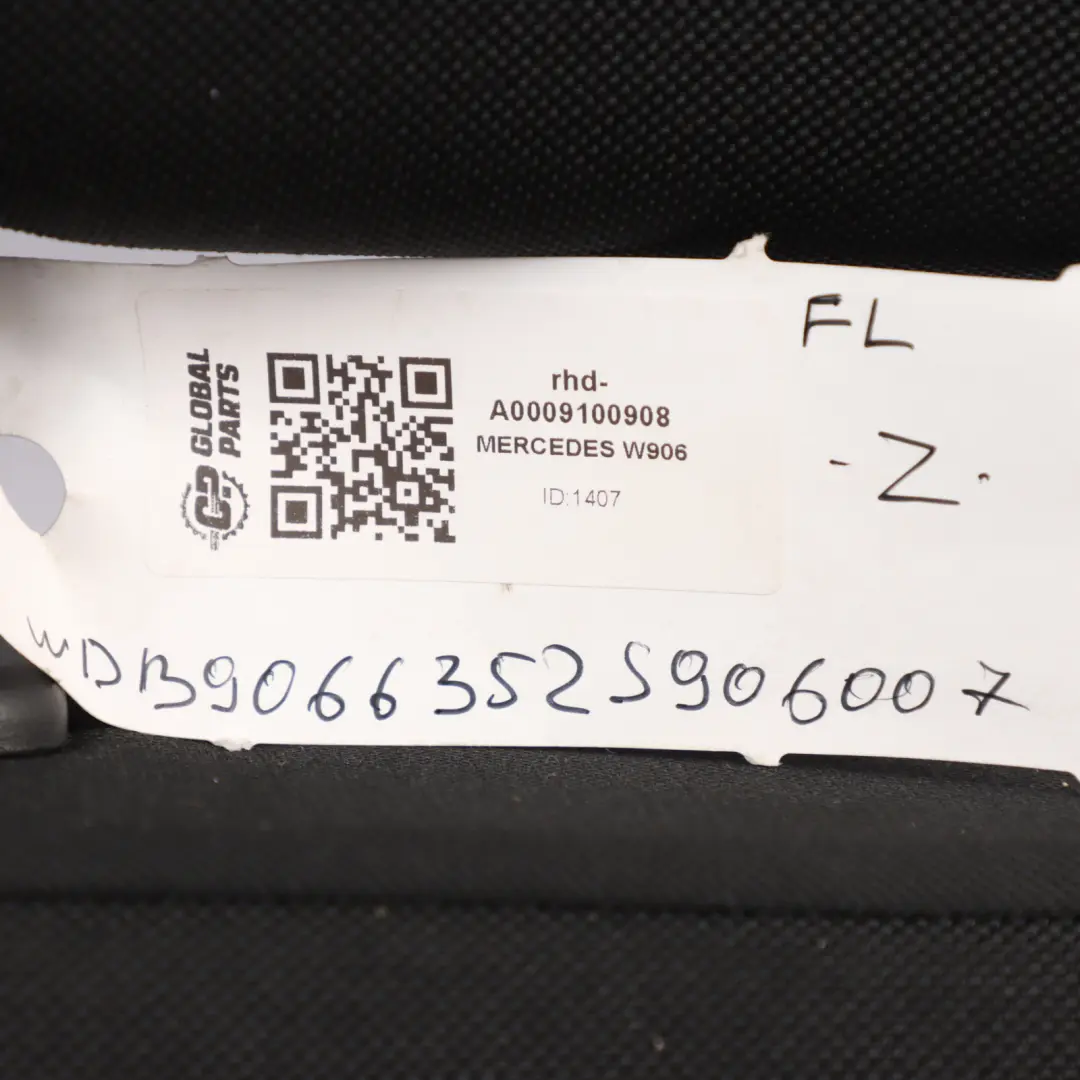 GLOBAL
PARTS
rhd-
A0009100908
MERCEDES W906
ID:1407
FL
- Z.
WDB9066352S906007